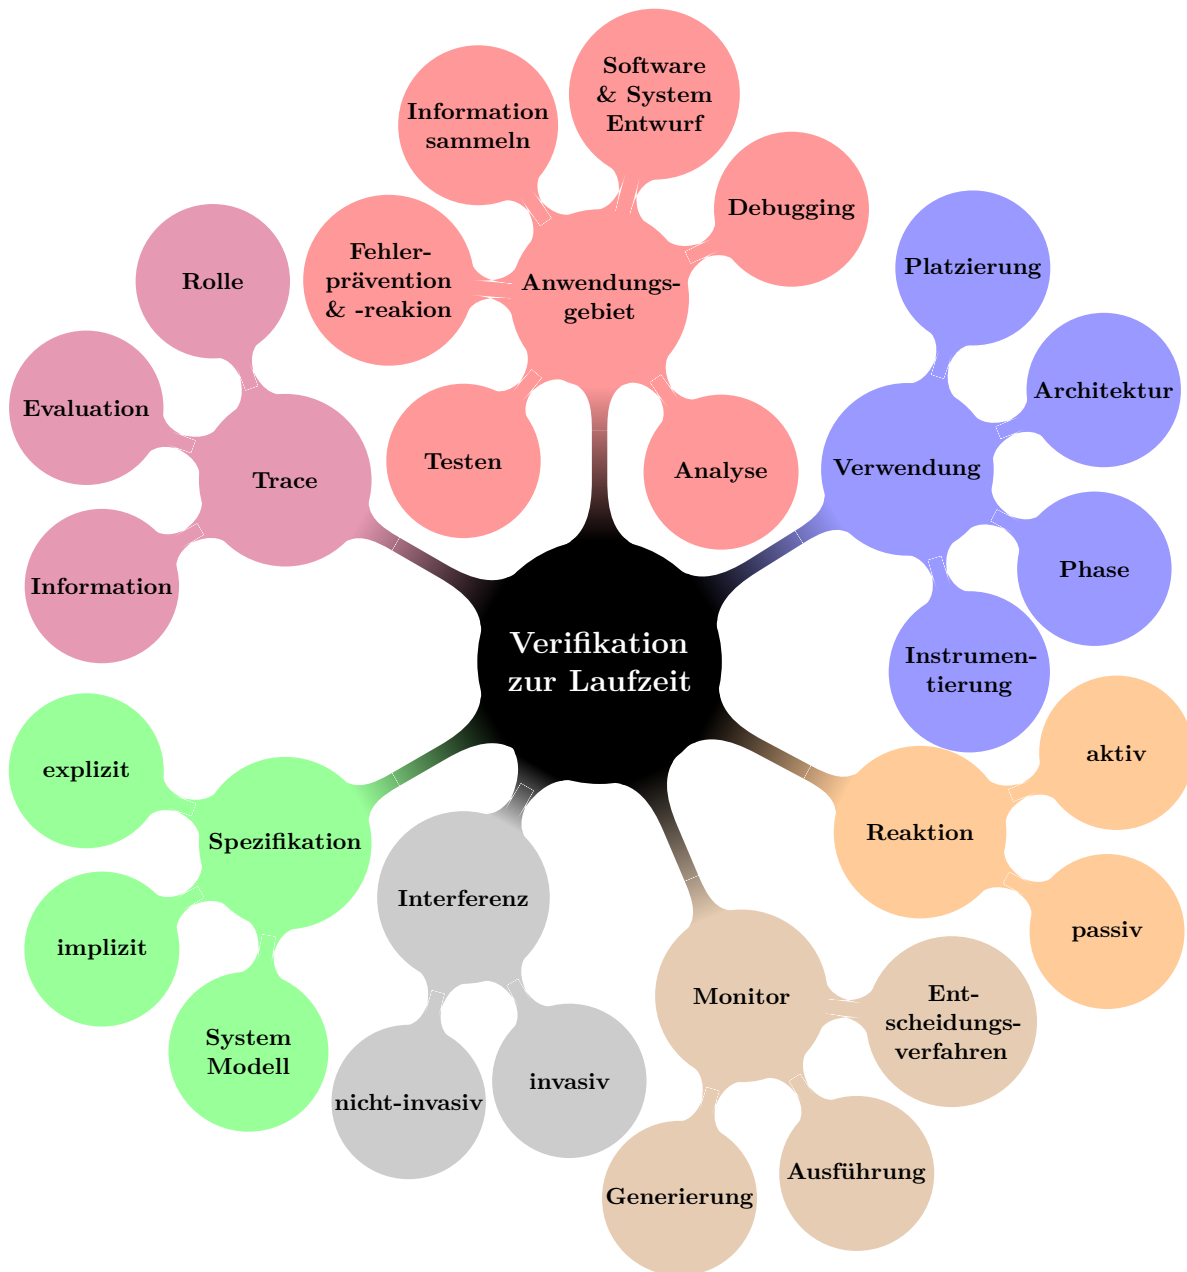 Software
& System
Entwurf
Information
sammeln
Debugging
Fehler-
prävention
& -reakion
Anwendungs-
gebiet
Testen
Analyse
Rolle
Evaluation
Trace
Information
Platzierung
Architektur
Verwendung
Phase
Instrumen-
tierung
Verifikation
zur Laufzeit
explizit
Spezifikation
implizit
System
Modell
Interferenz
nicht-invasiv
invasiv
Monitor
Ent-
scheidungs-
verfahren
Ausführung
Generierung
aktiv
Reaktion
passiv